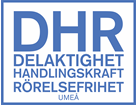 DHR
DELAKTIGHET
HANDLINGSKRAFT
RÖRELSEFRIHET
UMEÅ